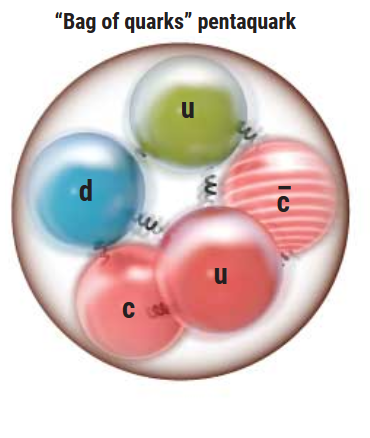 “Bag of quarks” pentaquark
u
d
c̄
u
c